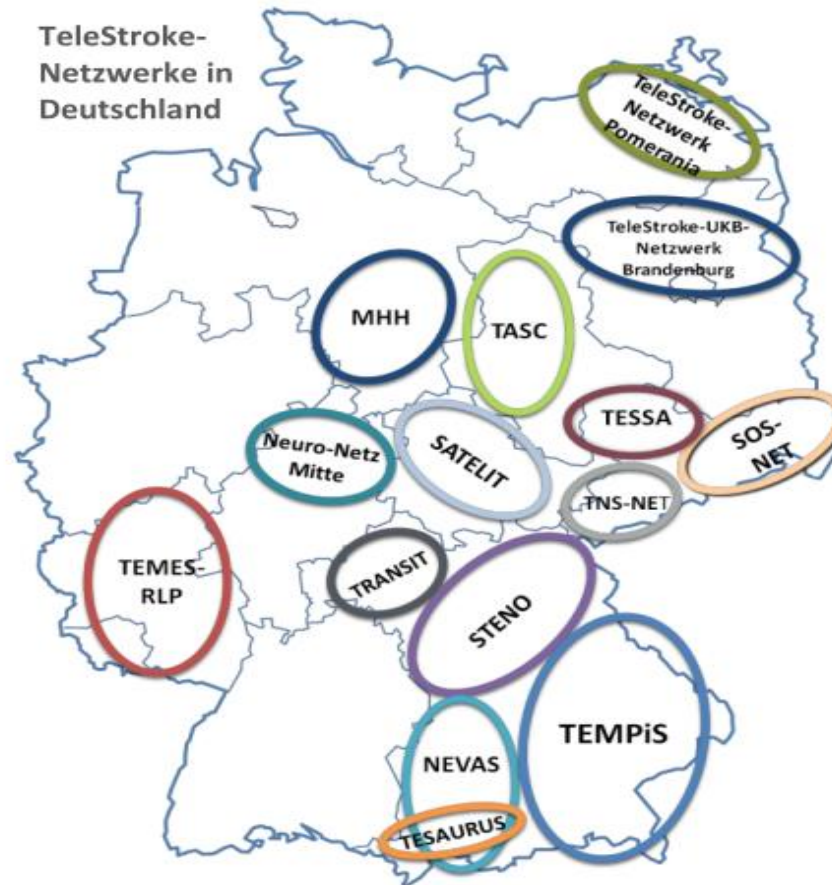 TeleStroke-
Netzwerke in
Deutschland
TeleStroke-
Netzwerk
Pomerania
TeleStroke-UKB-
Netzwerk
Brandenburg
MHH
TASC
TESSA
SOS-
NET
Neuro-Netz
Mitte
SATELIT
TNS-NET
TEMES-
RLP
TRANSIT
STENO
TEMPiS
NEVAS
TESAURUS